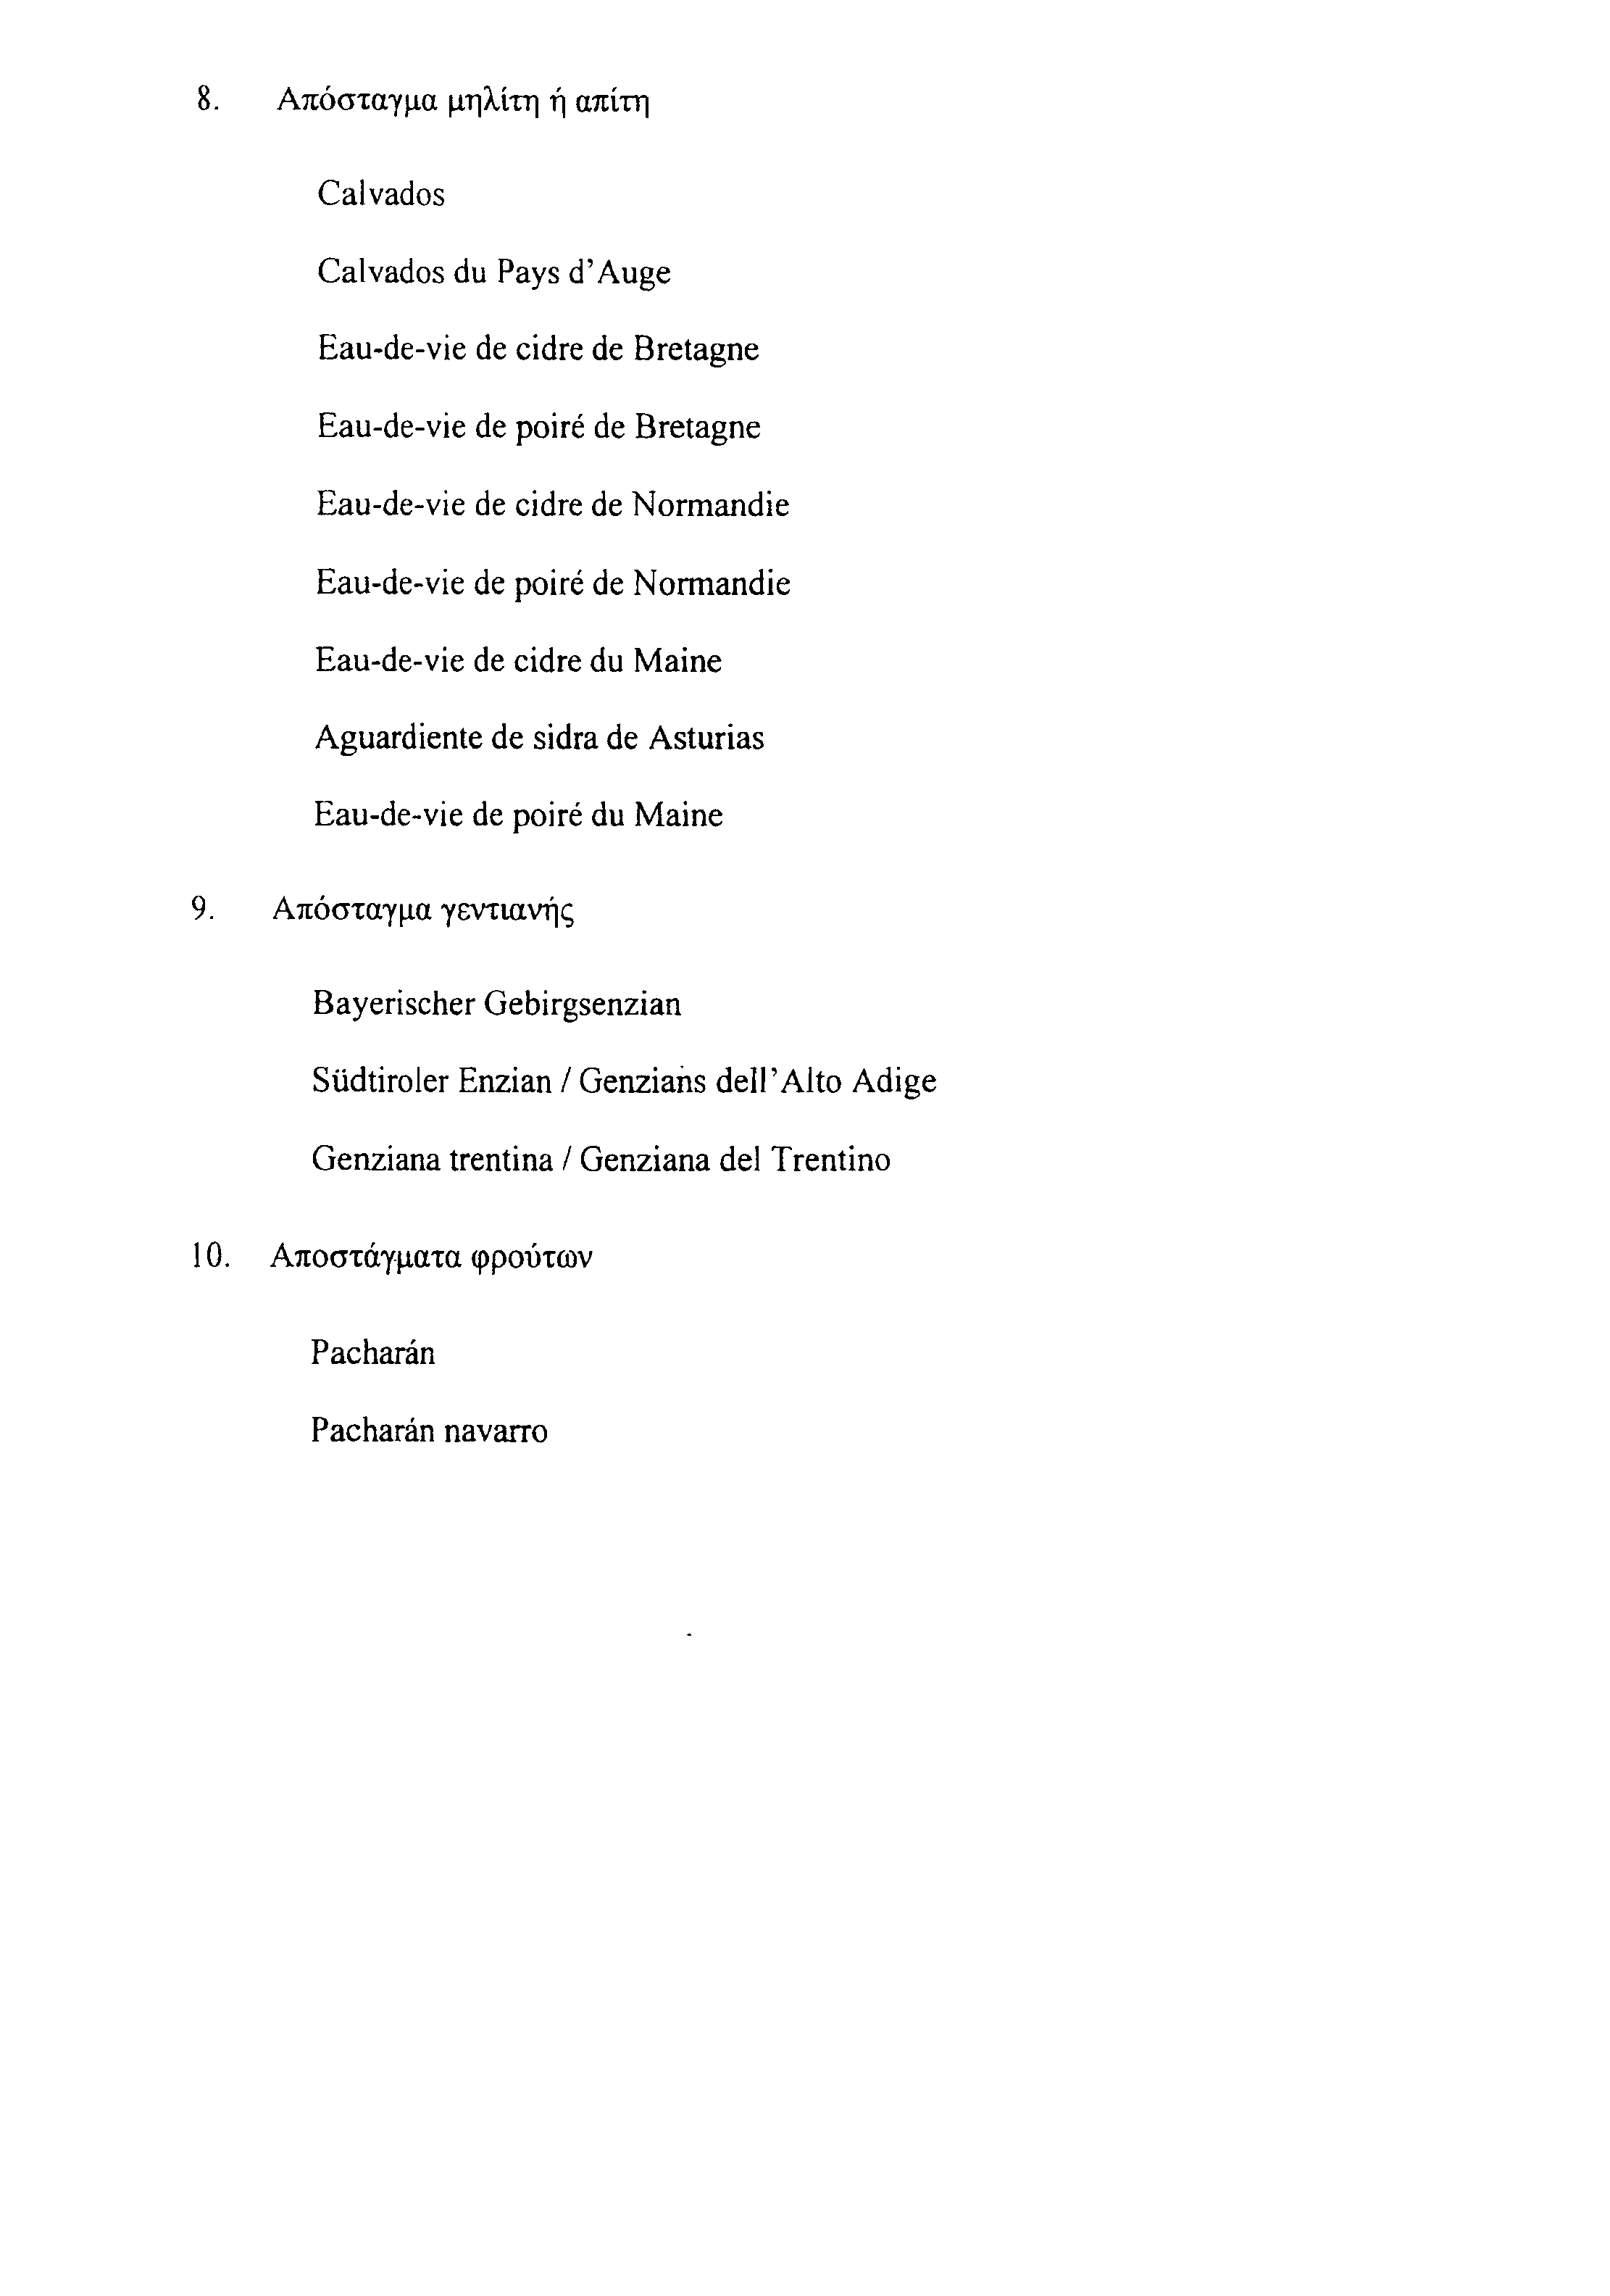 8. Απόσταγμα μηλίτη ή απίτη
Calvados
Calvados du Pays d’Auge
Eau-de-vie de cidre de Bretagne
Eau-de-vie de poiré de Bretagne
Eau-de-vie de cidre de Normandie
Eau-de-vie de poiré de Normandie
Eau-de-vie de cidre du Maine
Aguardiente de sidra de Asturias
Eau-de-vie de poiré du Maine
9. Απόσταγμα γεντιανής
Bayerischer Gebirgsenzian
Südtiroler Enzian / Genzians dell’Alto Adige
Genziana trentina / Genziana del Trentino
10. Αποστάγματα φρούτων
Pacharán
Pacharán navarro